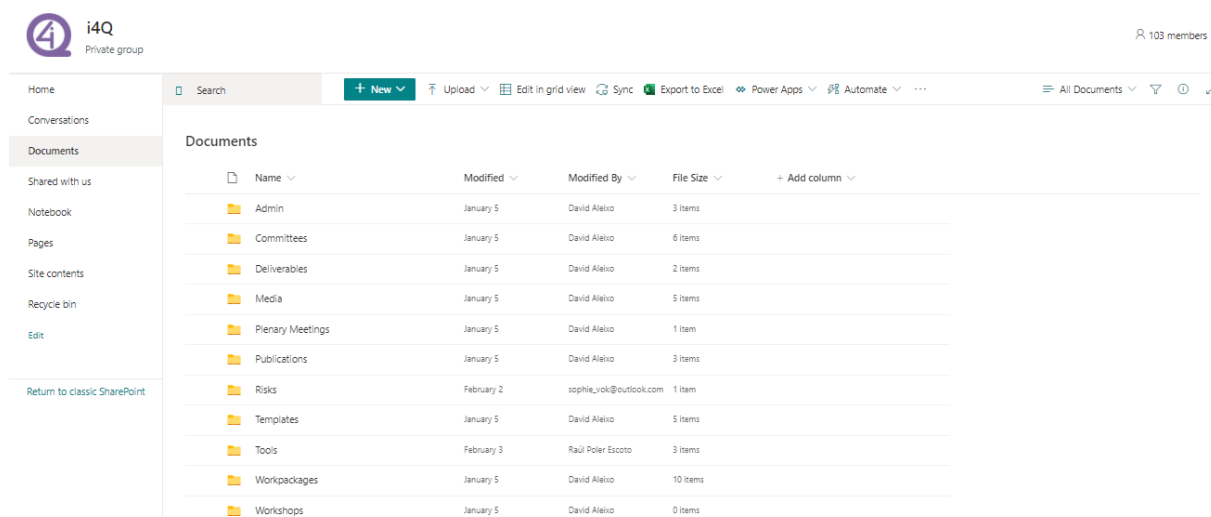 i4Q
Private group
103 members
Home
Conversations
Documents
Shared with us
Notebook
Pages
Site contents
Recycle bin
Edit
Return to classic SharePoint
Search
+ New Upload Edit in grid view Sync Export to Excel Power Apps Automate ... All Documents
Documents
Name Modified Modified By File Size + Add column
Admin January 5 David Aleixo 3 items
Committees January 5 David Aleixo 6 items
Deliverables January 5 David Aleixo 2 items
Media January 5 David Aleixo 5 items
Plenary Meetings January 5 David Aleixo 1 item
Publications January 5 David Aleixo 3 items
Risks February 2 sophie_vok@outlook.com 1 item
Templates January 5 David Aleixo 5 items
Tools February 3 Raúl Poler Escoto 3 items
Workpackages January 5 David Aleixo 10 items
Workshops January 5 David Aleixo 0 items